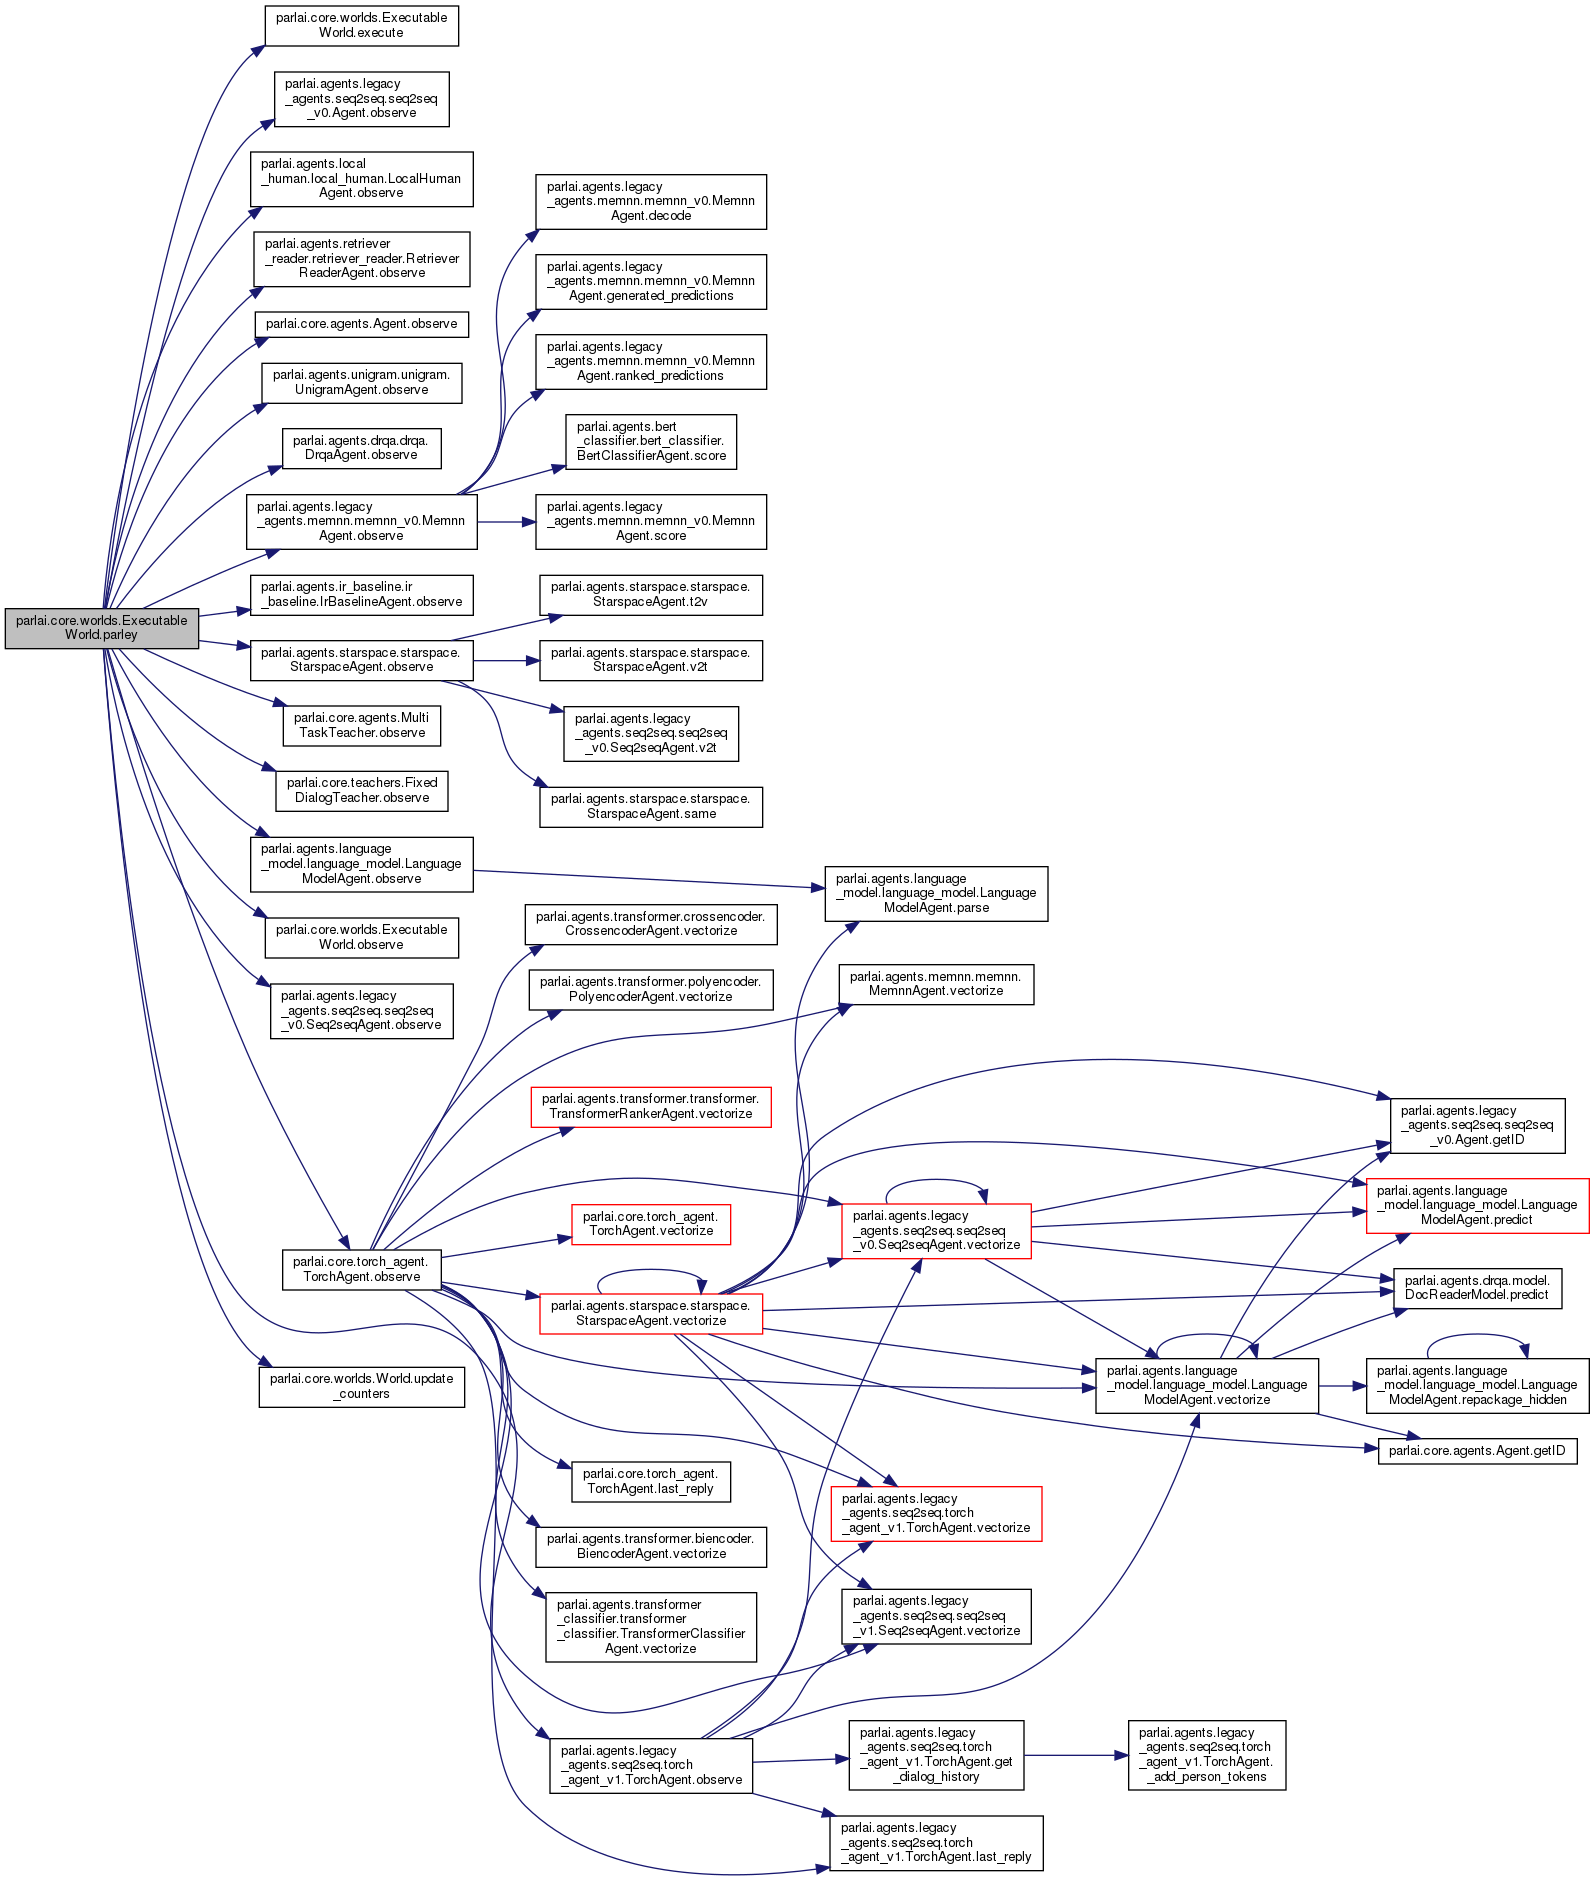 parlai.core.worlds.Executable
World.execute
parlai.agents.legacy
_agents.seq2seq.seq2seq
_v0.Agent.observe
parlai.agents.local
_human.local_human.LocalHuman
Agent.observe
parlai.agents.retriever
_reader.retriever_reader.Retriever
ReaderAgent.observe
parlai.core.agents.Agent.observe
parlai.agents.unigram.unigram.
UnigramAgent.observe
parlai.agents.drqa.drqa.
DrqaAgent.observe
parlai.agents.legacy
_agents.memnn.memnn_v0.Memnn
Agent.observe
parlai.agents.ir_baseline.ir
_baseline.IrBaselineAgent.observe
parlai.core.worlds.Executable
World.parley
parlai.agents.starspace.starspace.
StarspaceAgent.observe
parlai.core.agents.Multi
TaskTeacher.observe
parlai.core.teachers.Fixed
DialogTeacher.observe
parlai.agents.language
_model.language_model.Language
ModelAgent.observe
parlai.core.worlds.Executable
World.observe
parlai.agents.legacy
_agents.seq2seq.seq2seq
_v0.Seq2seqAgent.observe
parlai.core.torch_agent.
TorchAgent.observe
parlai.core.worlds.World.update
_counters
parlai.agents.legacy
_agents.memnn.memnn_v0.Memnn
Agent.decode
parlai.agents.legacy
_agents.memnn.memnn_v0.Memnn
Agent.generated_predictions
parlai.agents.legacy
_agents.memnn.memnn_v0.Memnn
Agent.ranked_predictions
parlai.agents.bert
_classifier.bert_classifier.
BertClassifierAgent.score
parlai.agents.legacy
_agents.memnn.memnn_v0.Memnn
Agent.score
parlai.agents.starspace.starspace.
StarspaceAgent.t2v
parlai.agents.starspace.starspace.
StarspaceAgent.v2t
parlai.agents.legacy
_agents.seq2seq.seq2seq
_v0.Seq2seqAgent.v2t
parlai.agents.starspace.starspace.
StarspaceAgent.same
parlai.agents.transformer.crossencoder.
CrossencoderAgent.vectorize
parlai.agents.transformer.polyencoder.
PolyencoderAgent.vectorize
parlai.agents.transformer.transformer.
TransformerRankerAgent.vectorize
parlai.core.torch_agent.
TorchAgent.vectorize
parlai.agents.starspace.starspace.
StarspaceAgent.vectorize
parlai.core.torch_agent.
TorchAgent.last_reply
parlai.agents.transformer.biencoder.
BiencoderAgent.vectorize
parlai.agents.transformer
_classifier.transformer
_classifier.TransformerClassifier
Agent.vectorize
parlai.agents.legacy
_agents.seq2seq.torch
_agent_v1.TorchAgent.observe
parlai.agents.language
_model.language_model.Language
ModelAgent.parse
parlai.agents.memnn.memnn.
MemnnAgent.vectorize
parlai.agents.legacy
_agents.seq2seq.seq2seq
_v0.Seq2seqAgent.vectorize
parlai.agents.legacy
_agents.seq2seq.torch
_agent_v1.TorchAgent.vectorize
parlai.agents.legacy
_agents.seq2seq.seq2seq
_v1.Seq2seqAgent.vectorize
parlai.agents.legacy
_agents.seq2seq.torch
_agent_v1.TorchAgent.get
_dialog_history
parlai.agents.legacy
_agents.seq2seq.torch
_agent_v1.TorchAgent.last_reply
parlai.agents.language
_model.language_model.Language
ModelAgent.vectorize
parlai.agents.legacy
_agents.seq2seq.torch
_agent_v1.TorchAgent.
_add_person_tokens
parlai.agents.legacy
_agents.seq2seq.seq2seq
_v0.Agent.getID
parlai.agents.language
_model.language_model.Language
ModelAgent.predict
parlai.agents.drqa.model.
DocReaderModel.predict
parlai.agents.language
_model.language_model.Language
ModelAgent.repackage_hidden
parlai.core.agents.Agent.getID